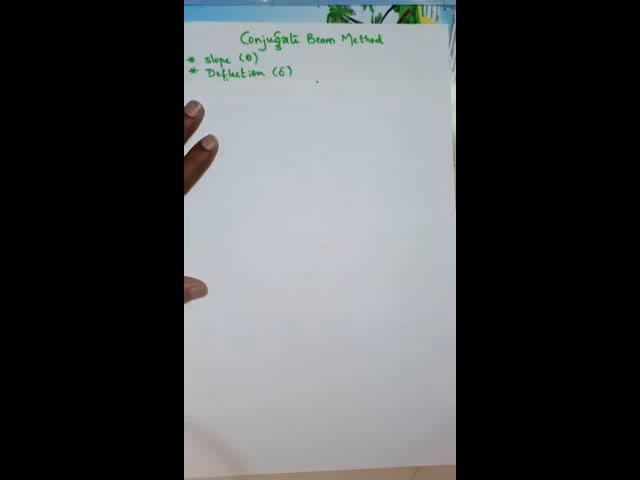 Conjugate Beam Method
* Slope (θ)
* Deflection (δ)